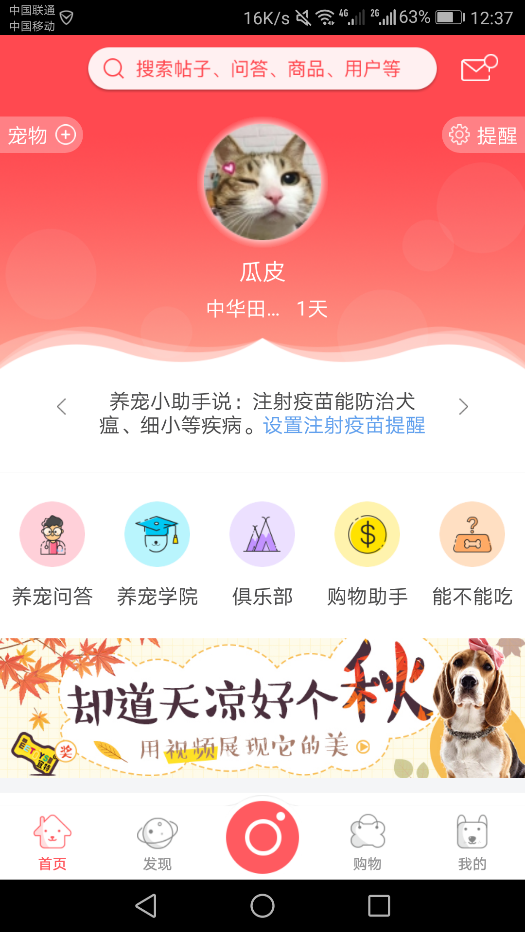 中国联通
中国移动
16K/s
4G
2G
63%
12:37
搜索帖子、问答、商品、用户等
宠物
提醒
瓜皮
中华田... 1天
养宠小助手说：注射疫苗能防治犬
瘟、细小等疾病。设置注射疫苗提醒
养宠问答
养宠学院
俱乐部
购物助手
能不能吃
却道天凉好个秋
用视频展现它的美
奖
首页
发现
购物
我的